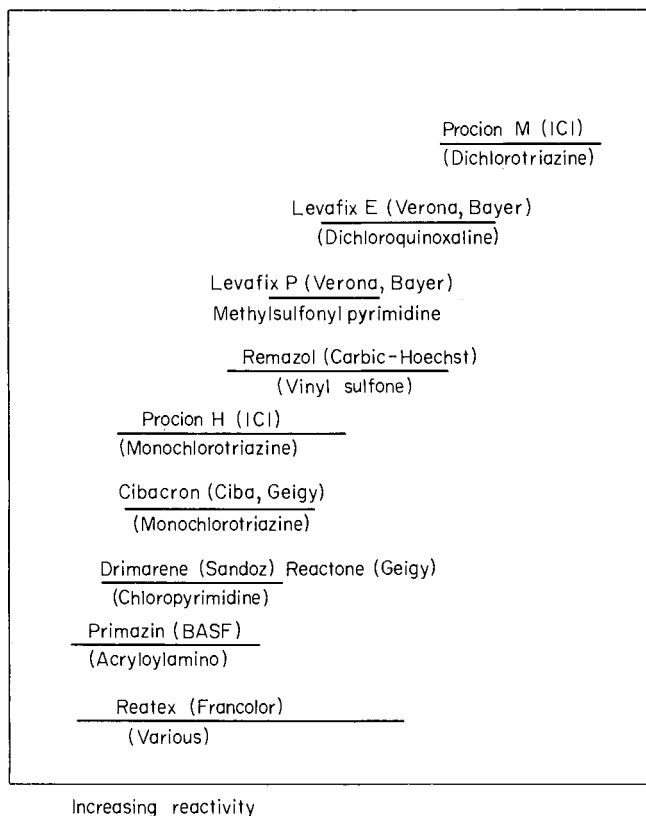 Procion M (ICI)
(Dichlorotriazine)
Levafix E (Verona, Bayer)
(Dichloroquinoxaline)
Levafix P (Verona, Bayer)
Methylsulfonyl pyrimidine
Remazol (Carbic-Hoechst)
(Vinyl sulfone)
Procion H (ICI)
(Monochlorotriazine)
Cibacron (Ciba, Geigy)
(Monochlorotriazine)
Drimarene (Sandoz) Reactone (Geigy)
(Chloropyrimidine)
Primazin (BASF)
(Acryloylamino)
Reatex (Francolor)
(Various)
Increasing reactivity